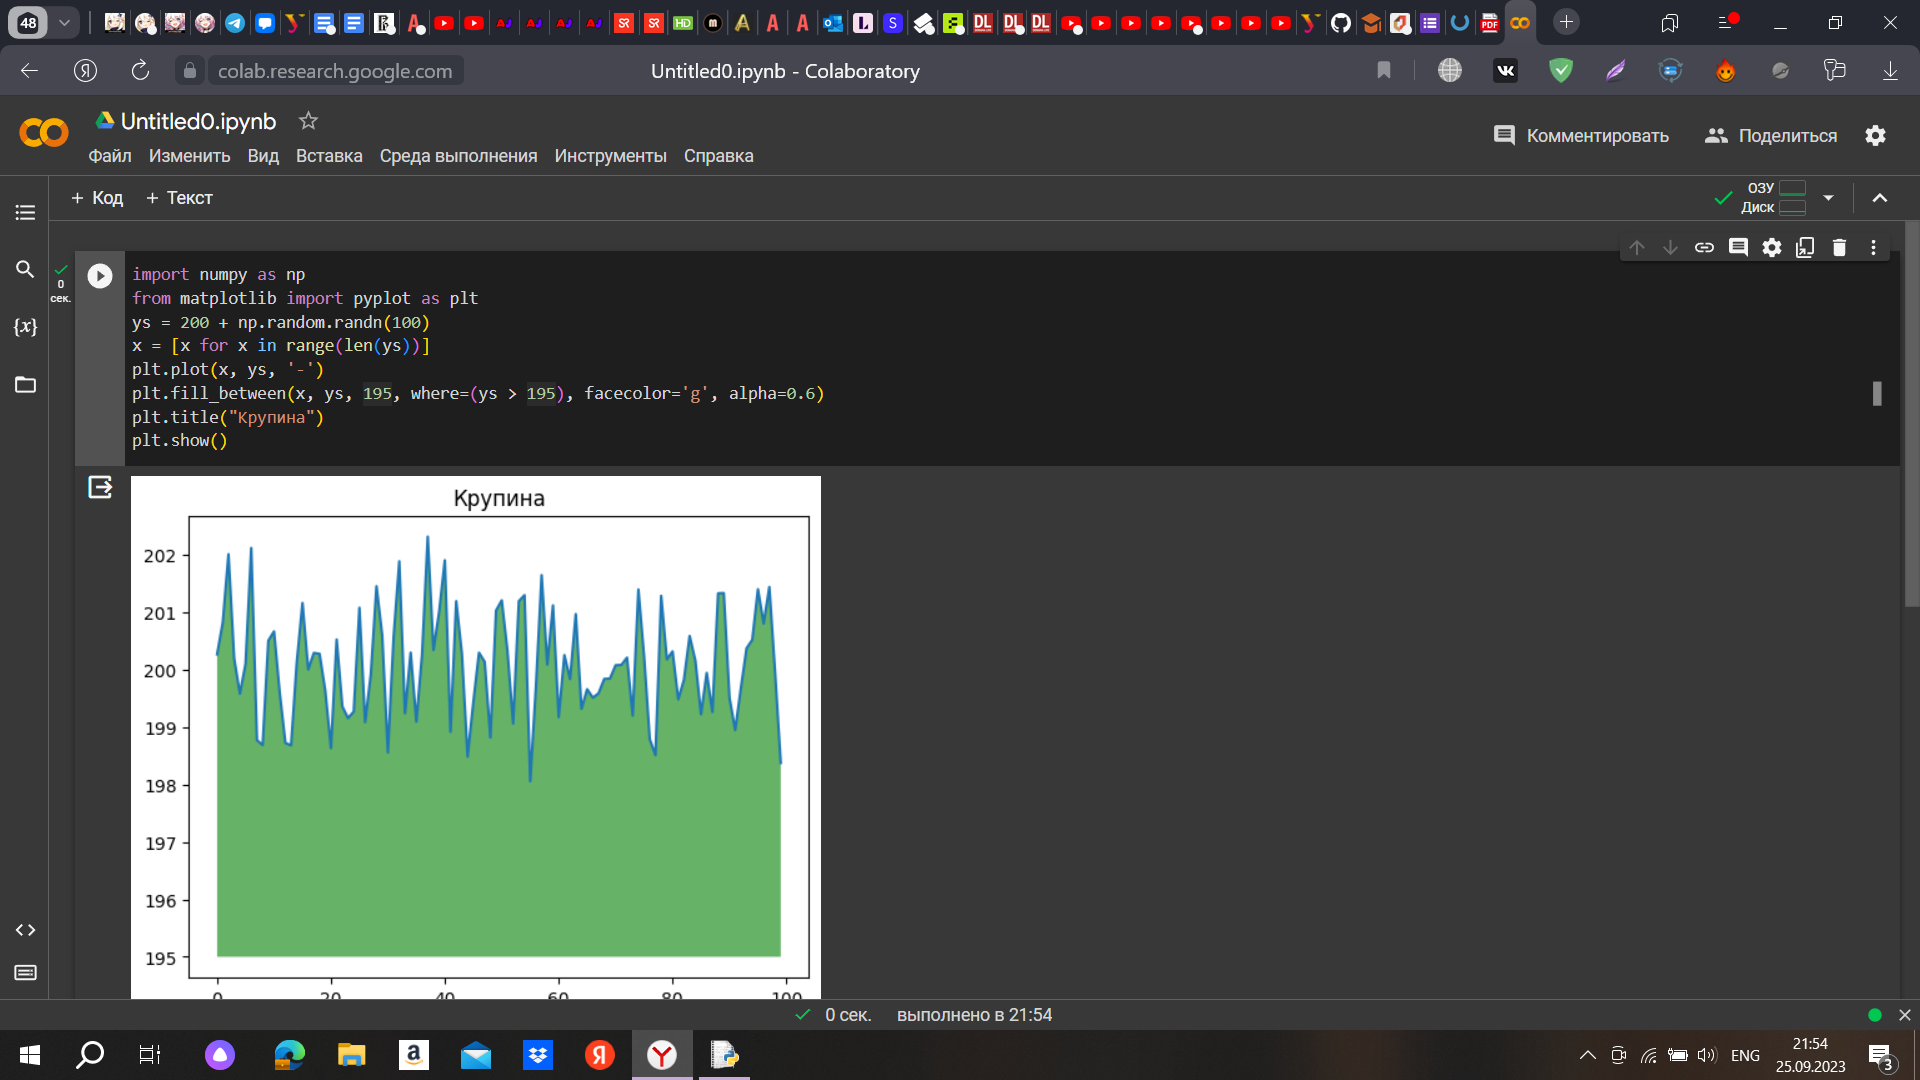 48
colab.research.google.com
Untitled0.ipynb - Colaboratory
Untitled0.ipynb
Комментировать
Поделиться
Файл Изменить Вид Вставка Среда выполнения Инструменты Справка
+ Код + Текст
ОЗУ
Диск
0
сек.
{x}
import numpy as np
from matplotlib import pyplot as plt
ys = 200 + np.random.randn(100)
x = [x for x in range(len(ys))]
plt.plot(x, ys, '-')
plt.fill_between(x, ys, 195, where=(ys > 195), facecolor='g', alpha=0.6)
plt.title("Крупина")
plt.show()
Крупина
202
201
200
199
198
197
196
195
0 20 40 60 80 100
0 сек. выполнено в 21:54
ENG
21:54
25.09.2023
3